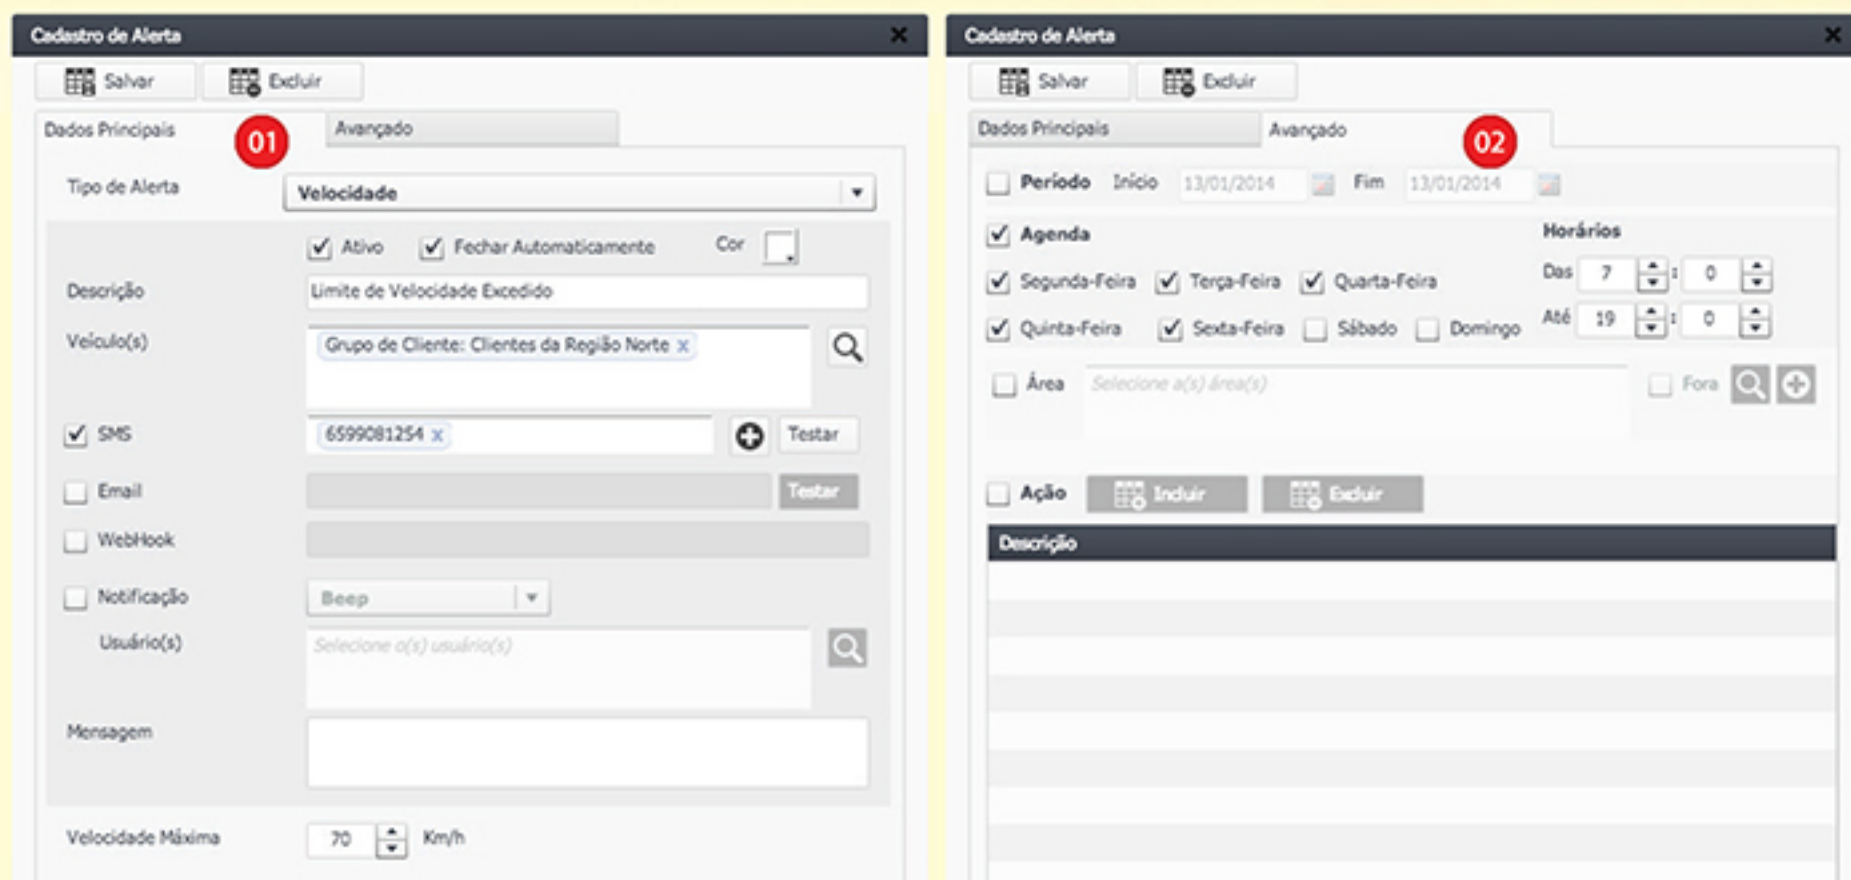 Cadastro de Alerta
Salvar Excluir
Dados Principais 01 Avançado
Tipo de Alerta Velocidade
Ativo Fechar Automaticamente Cor
Descrição Limite de Velocidade Excedido
Veículo(s) Grupo de Cliente: Clientes da Região Norte x
SMS 6599081254 x Testar
Email Testar
WebHook
Notificação Beep
Usuário(s) Selecione o(s) usuário(s)
Mensagem
Velocidade Máxima 70 Km/h
Cadastro de Alerta
Salvar Excluir
Dados Principais Avançado 02
Período Início 13/01/2014 Fim 13/01/2014
Agenda Horários
Segunda-Feira Terça-Feira Quarta-Feira Das 7 : 0
Quinta-Feira Sexta-Feira Sábado Domingo Até 19 : 0
Área Selecione a(s) área(s) Fora
Ação Incluir Excluir
Descrição